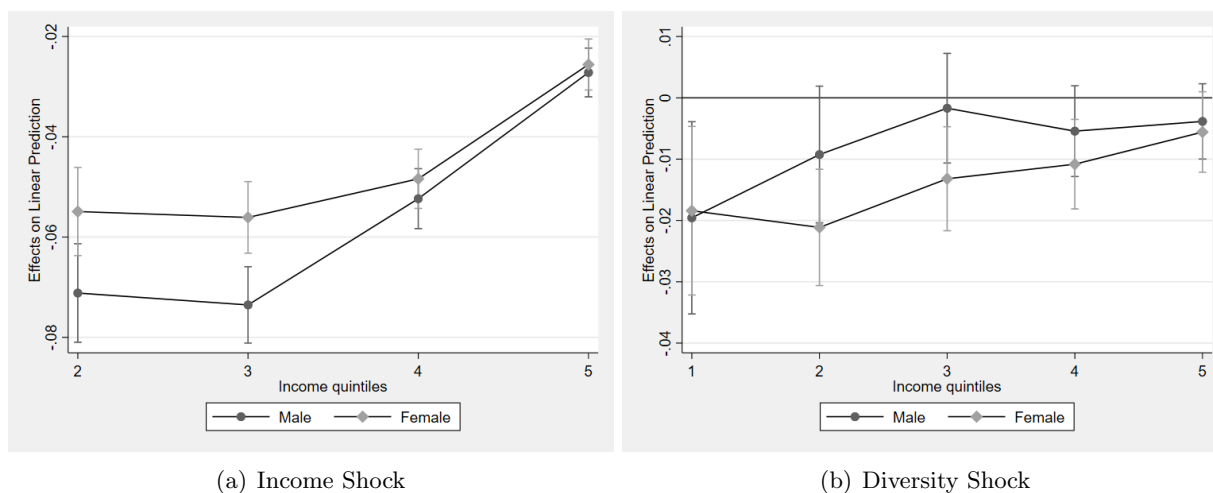 -.02
-.04
-.06
-.08
Effects on Linear Prediction
2 3 4 5
Income quintiles
Male Female
(a) Income Shock
.01
0
-.01
-.02
-.03
-.04
Effects on Linear Prediction
1 2 3 4 5
Income quintiles
Male Female
(b) Diversity Shock